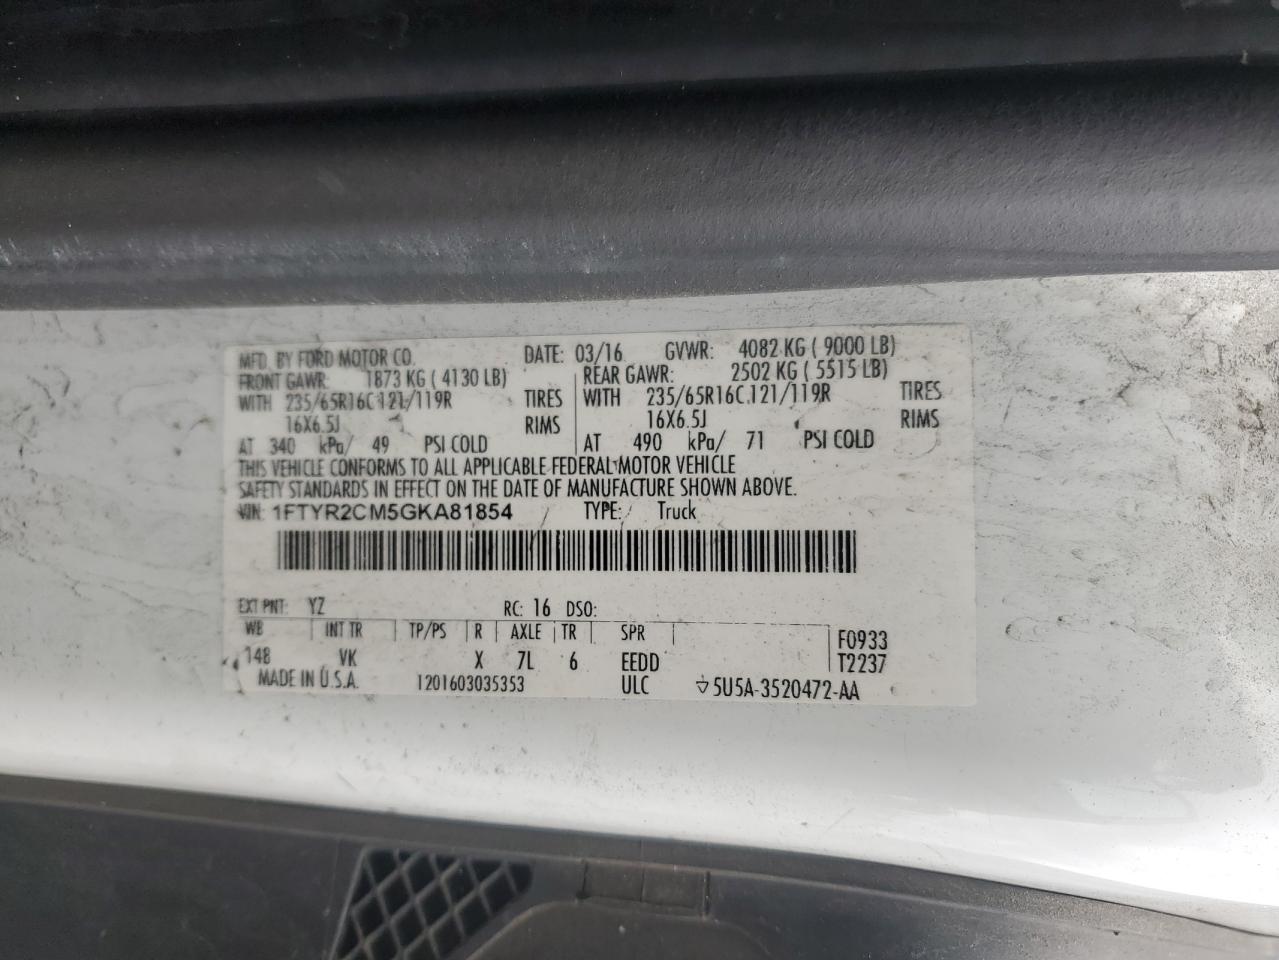 MFD. BY FORD MOTOR CO. DATE: 03/16 GVWR: 4082 KG ( 9000 LB)
FRONT GAWR: 1873 KG ( 4130 LB) REAR GAWR: 2502 KG ( 5515 LB)
WITH 235/65R16C 121/119R TIRES WITH 235/65R16C 121/119R TIRES
16X6.5J RIMS 16X6.5J RIMS
AT 340 kPa/ 49 PSI COLD AT 490 kPa/ 71 PSI COLD
THIS VEHICLE CONFORMS TO ALL APPLICABLE FEDERAL MOTOR VEHICLE
SAFETY STANDARDS IN EFFECT ON THE DATE OF MANUFACTURE SHOWN ABOVE.
VIN: 1FTYR2CM5GKA81854 TYPE: Truck
EXT PNT: YZ RC: 16 DSO:
WB INT TR TP/PS R AXLE TR SPR F0933
148 VK X 7L 6 EEDD T2237
MADE IN U.S.A. 1201603035353 ULC 5U5A-3520472-AA